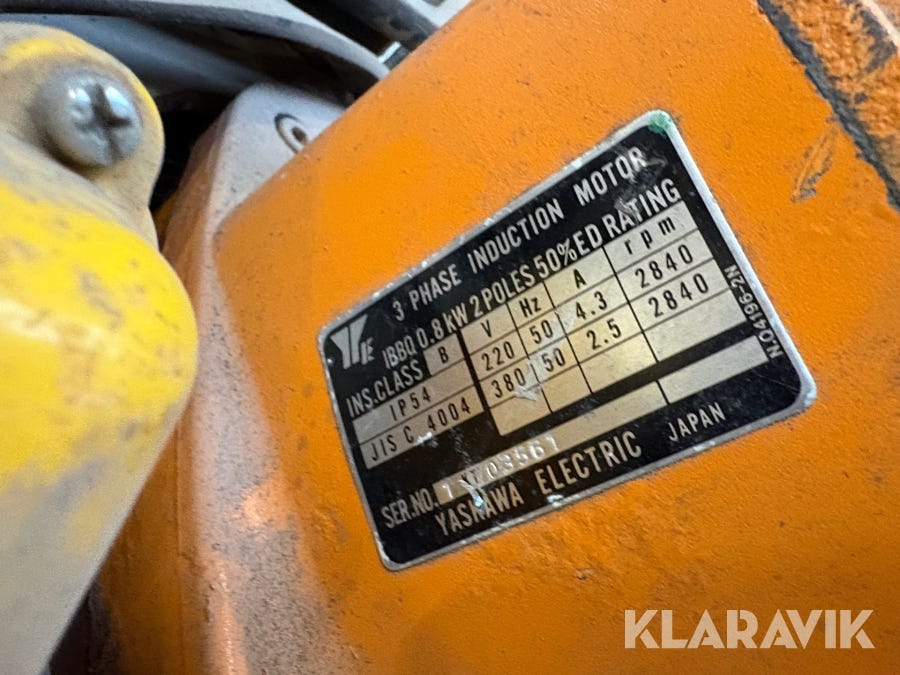 3 PHASE INDUCTION MOTOR
IBBQ 0.8 KW 2 POLES 50%ED RATING
INS.CLASS B V Hz A rpm
IP54 220 50 4.3 2840
JIS C 4004 380 50 2.5 2840
SER.NO. 03561
YASKAWA ELECTRIC JAPAN
N.04196-2N
KLARAVIK